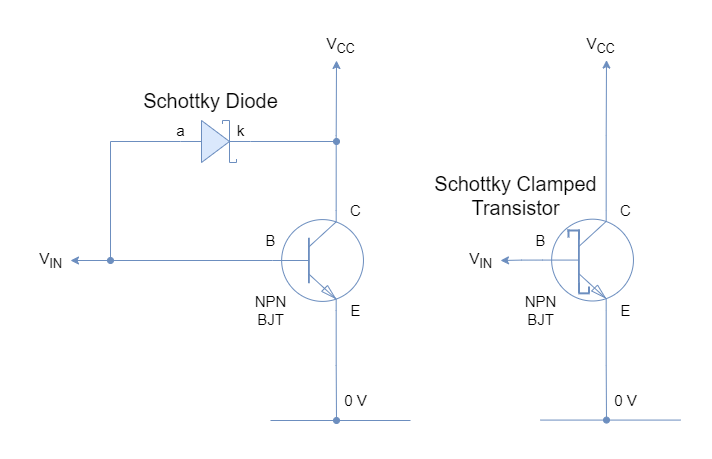 VCC
Schottky Diode
a
k
C
B
VIN
NPN
BJT
E
0 V
VCC
Schottky Clamped
Transistor
C
B
VIN
NPN
BJT
E
0 V